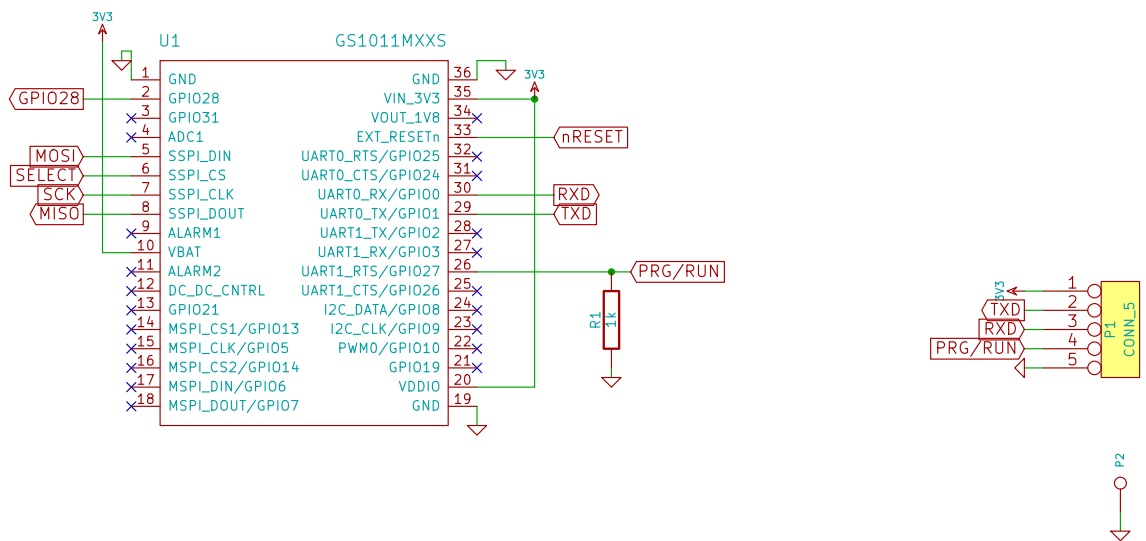 3V3
U1 GS1011MXXS
1 GND GND 36
3V3
GPIO28 2 GPIO28 VIN_3V3 35
3 GPIO31 VOUT_1V8 34
4 ADC1 EXT_RESETn 33 nRESET
MOSI 5 SSPI_DIN UART0_RTS/GPIO25 32
SELECT 6 SSPI_CS UART0_CTS/GPIO24 31
SCK 7 SSPI_CLK UART0_RX/GPIO0 30 RXD
MISO 8 SSPI_DOUT UART0_TX/GPIO1 29 TXD
9 ALARM1 UART1_TX/GPIO2 28
10 VBAT UART1_RX/GPIO3 27
11 ALARM2 UART1_RTS/GPIO27 26 PRG/RUN
12 DC_DC_CNTRL UART1_CTS/GPIO26 25
13 GPIO21 I2C_DATA/GPIO8 24
14 MSPI_CS1/GPIO13 I2C_CLK/GPIO9 23
15 MSPI_CLK/GPIO5 PWM0/GPIO10 22
16 MSPI_CS2/GPIO14 GPIO19 21
17 MSPI_DIN/GPIO6 VDDIO 20
18 MSPI_DOUT/GPIO7 GND 19
R1
1k
3V3 1
TXD 2
RXD 3
PRG/RUN 4
5
P1
CONN_5
P2